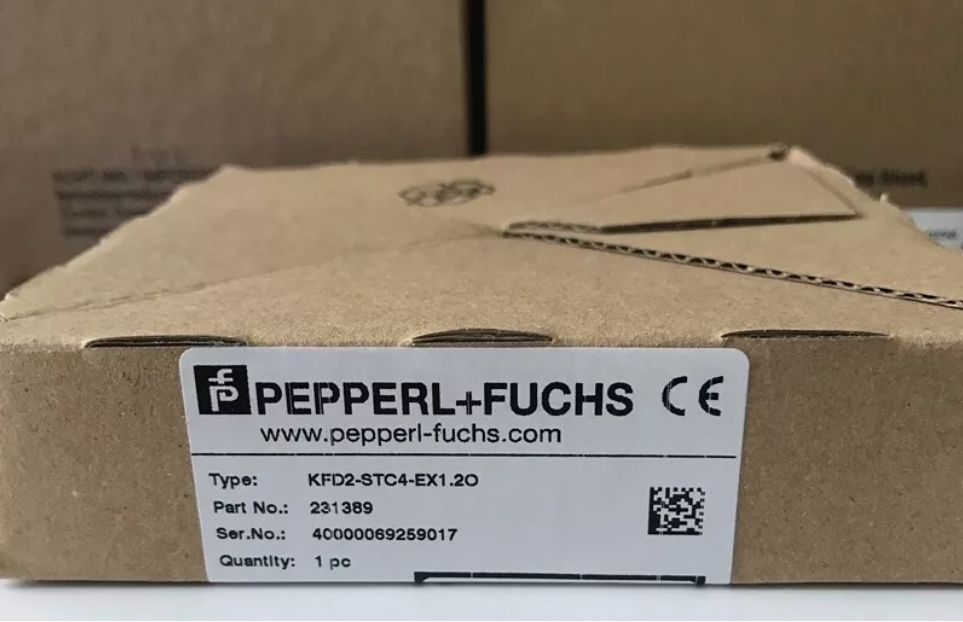 PEPPERL+FUCHS CE
www.pepperl-fuchs.com
Type: KFD2-STC4-EX1.2O
Part No.: 231389
Ser.No.: 40000069259017
Quantity: 1 pc